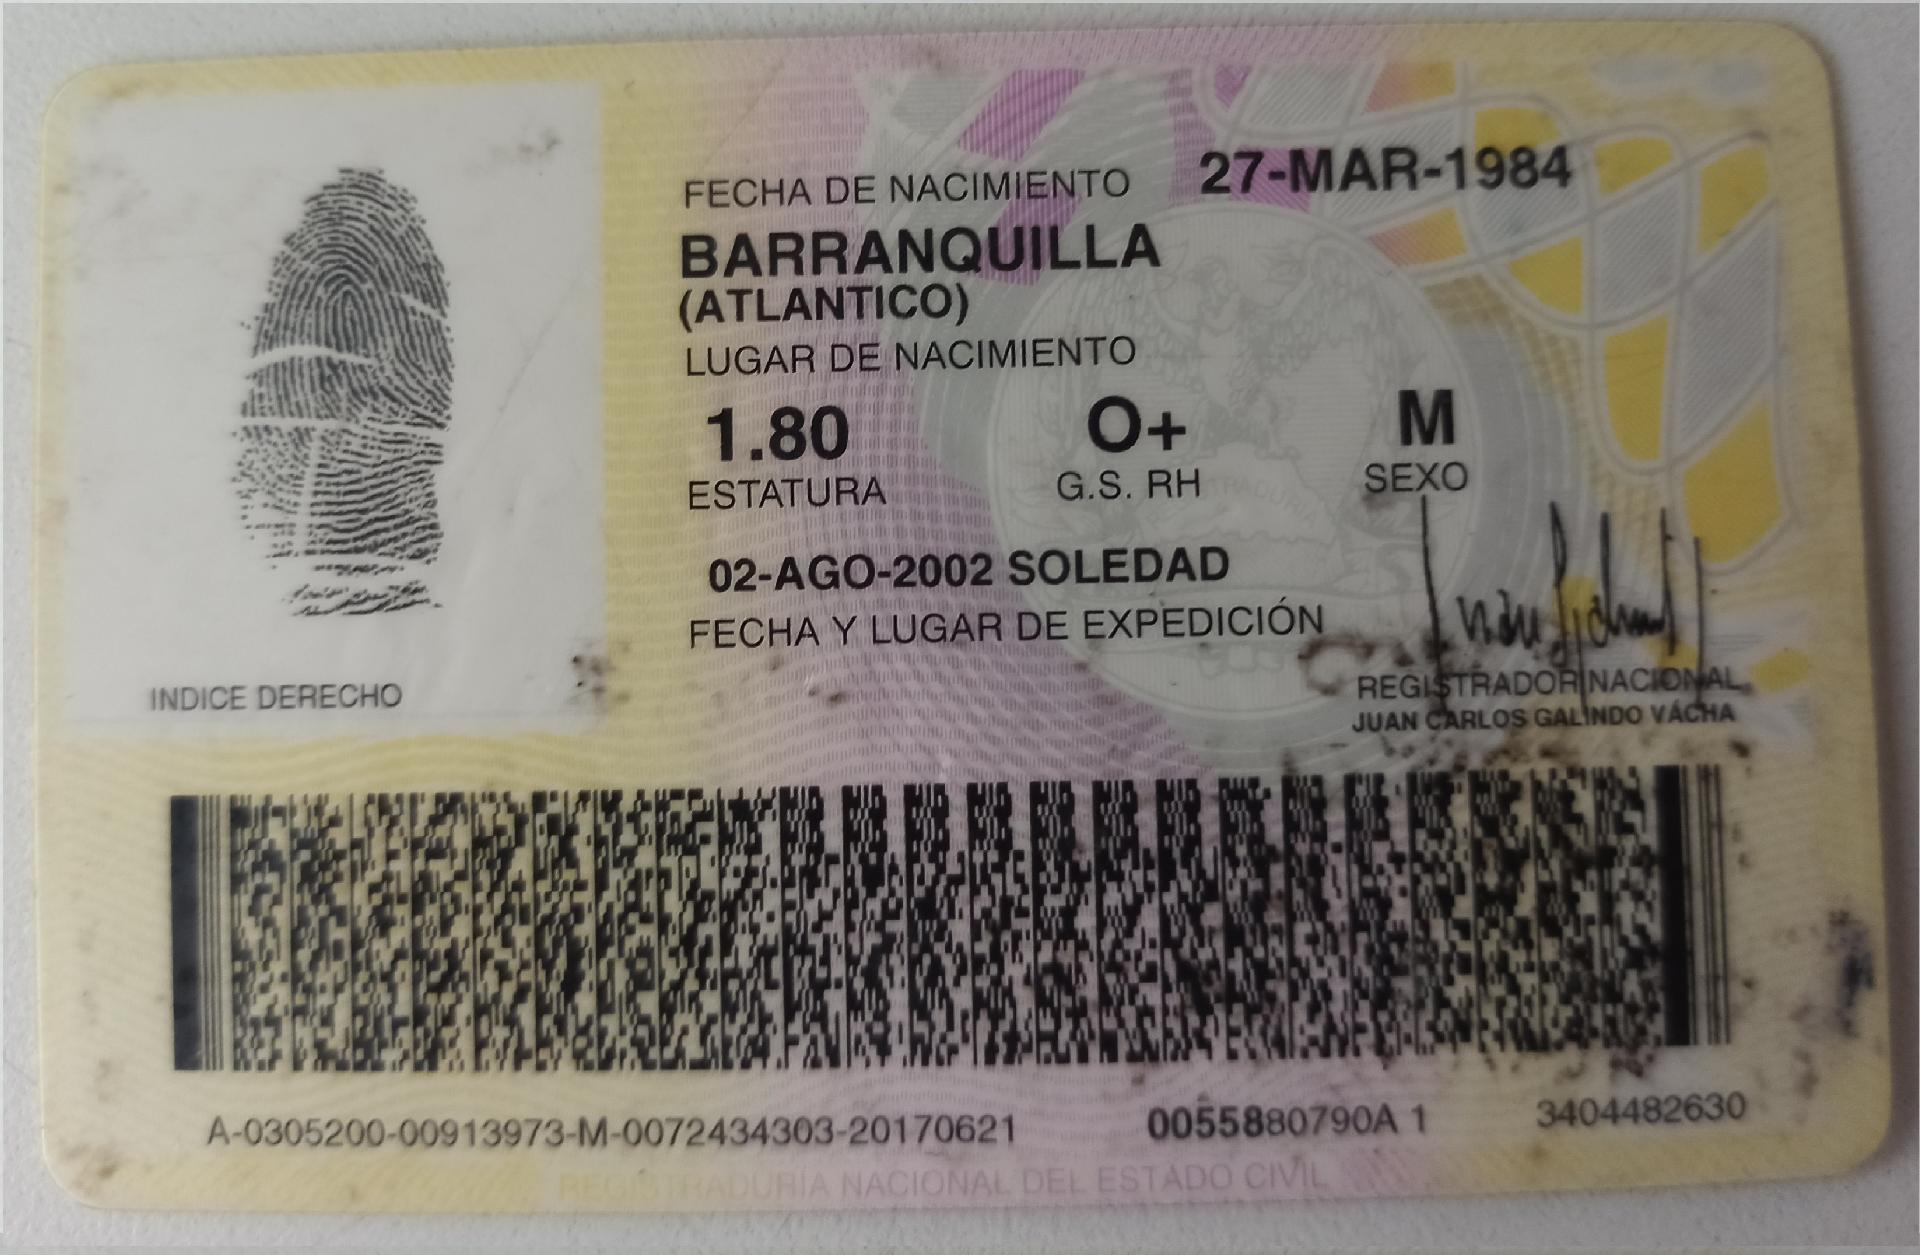 FECHA DE NACIMIENTO 27-MAR-1984
BARRANQUILLA
(ATLANTICO)
LUGAR DE NACIMIENTO
1.80 O+ M
ESTATURA G.S. RH SEXO
02-AGO-2002 SOLEDAD
FECHA Y LUGAR DE EXPEDICIÓN
INDICE DERECHO
REGISTRADOR NACIONAL
JUAN CARLOS GALINDO VÁCHA
A-0305200-00913973-M-0072434303-20170621 0055880790A 1 3404482630
REGISTRADURÍA NACIONAL DEL ESTADO CIVIL